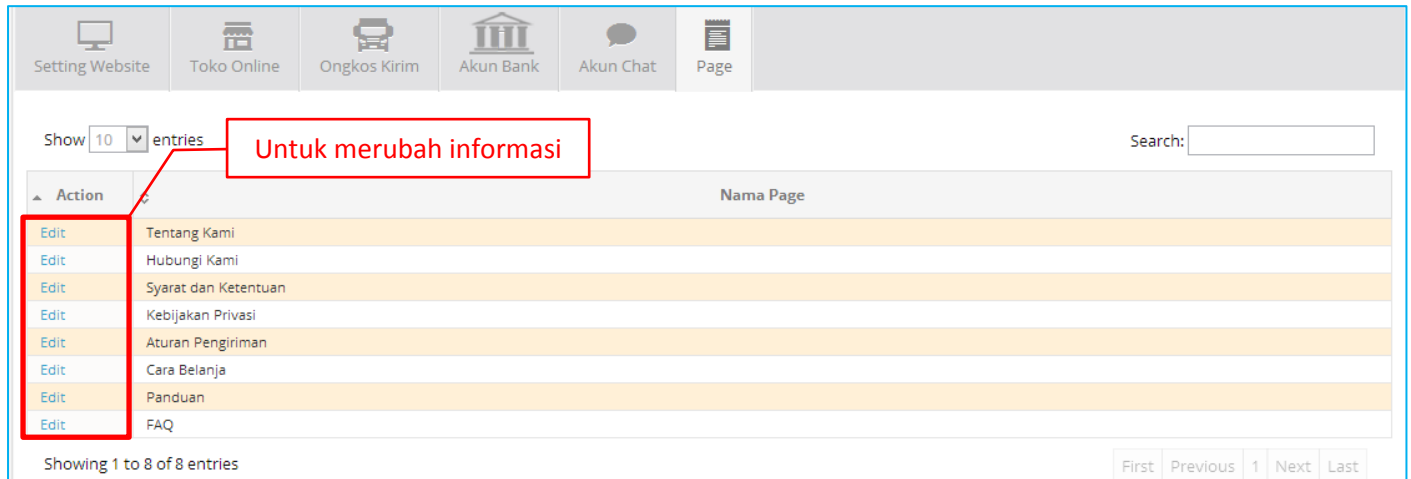 Setting Website Toko Online Ongkos Kirim Akun Bank Akun Chat Page
Show 10 entries
Untuk merubah informasi
Search:
Action Nama Page
Edit Tentang Kami
Edit Hubungi Kami
Edit Syarat dan Ketentuan
Edit Kebijakan Privasi
Edit Aturan Pengiriman
Edit Cara Belanja
Edit Panduan
Edit FAQ
Showing 1 to 8 of 8 entries
First Previous 1 Next Last